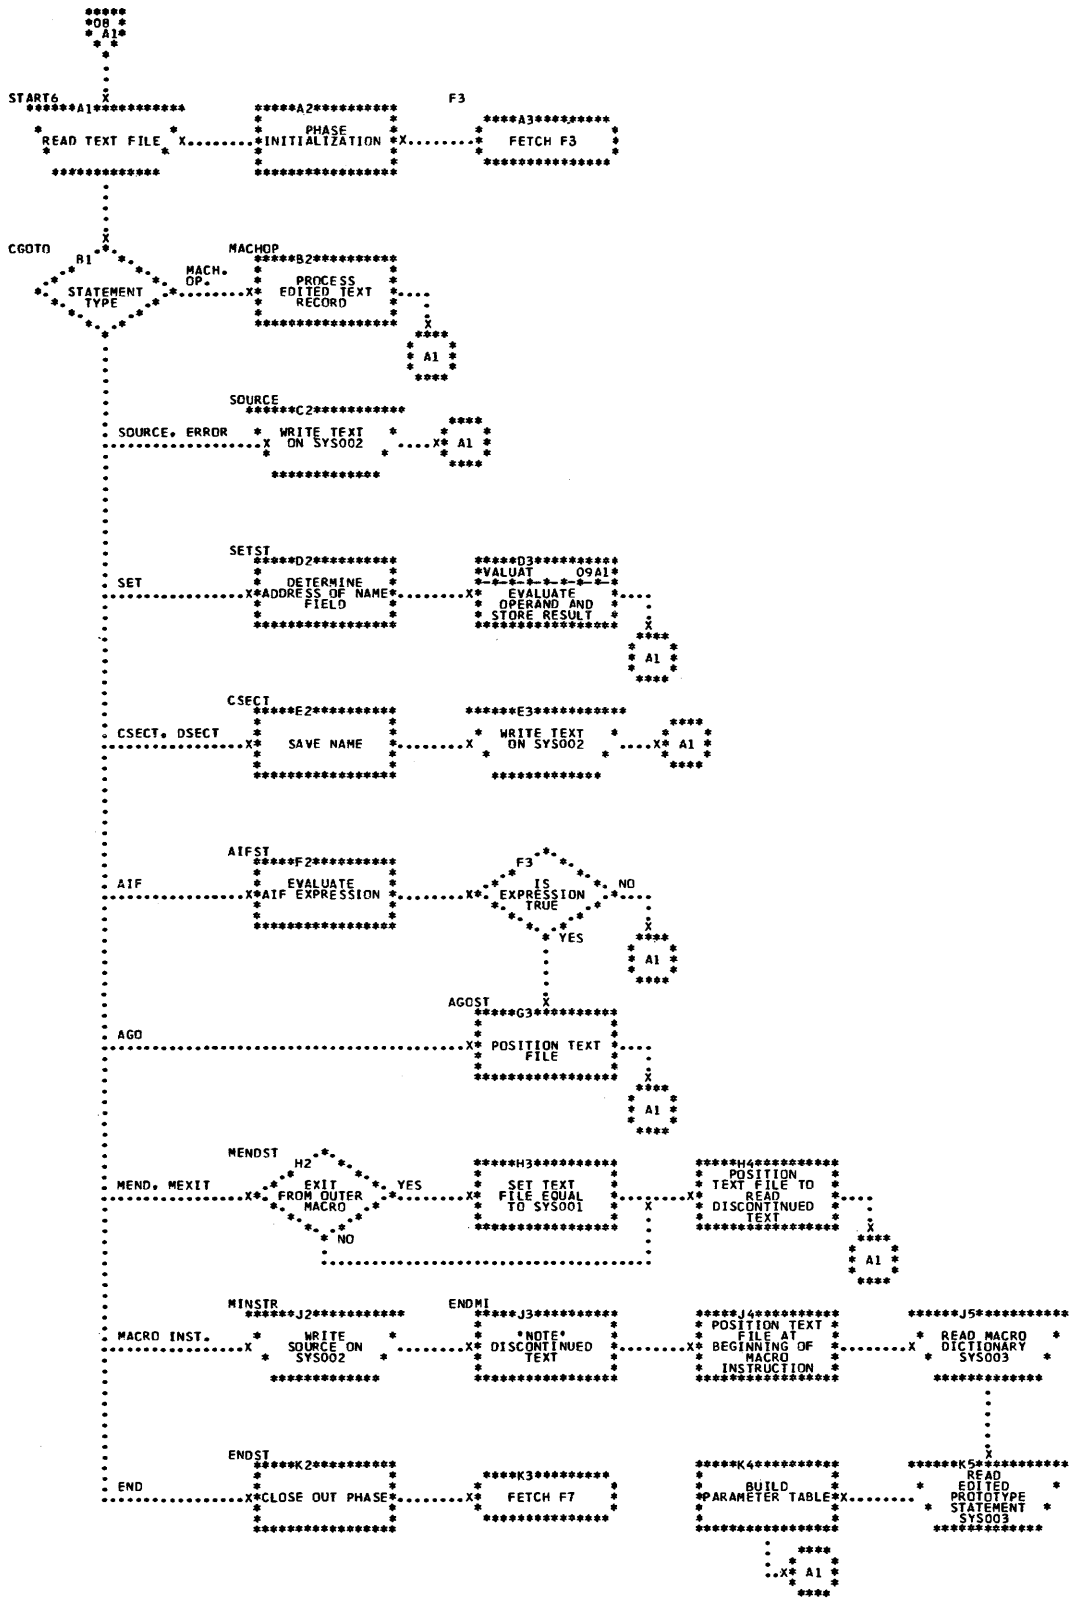 08
A1
START6
F3
A1
A2
A3
READ TEXT FILE
PHASE
INITIALIZATION
FETCH F3
CGOTO
MACHOP
B1
MACH.
OP.
B2
STATEMENT
TYPE
PROCESS
EDITED TEXT
RECORD
A1
SOURCE
C2
SOURCE, ERROR
WRITE TEXT
ON SYS002
A1
SETST
D2
D3
VALUAT 09A1
SET
DETERMINE
ADDRESS OF NAME
FIELD
EVALUATE
OPERAND AND
STORE RESULT
A1
CSECT
E2
E3
CSECT, DSECT
SAVE NAME
WRITE TEXT
ON SYS002
A1
AIFST
F2
F3
AIF
EVALUATE
AIF EXPRESSION
IS
EXPRESSION
TRUE
NO
YES
A1
AGOST
G3
AGO
POSITION TEXT
FILE
A1
MENDST
H2
H3
H4
MEND, MEXIT
EXIT
FROM OUTER
MACRO
YES
NO
SET TEXT
FILE EQUAL
TO SYS001
POSITION
TEXT FILE TO
READ
DISCONTINUED
TEXT
A1
MINSTR
ENDMI
J2
J3
J4
J5
MACRO INST.
WRITE
SOURCE ON
SYS002
'NOTE'
DISCONTINUED
TEXT
POSITION TEXT
FILE AT
BEGINNING OF
MACRO
INSTRUCTION
READ MACRO
DICTIONARY
SYS003
ENDST
K2
K3
K4
K5
END
CLOSE OUT PHASE
FETCH F7
BUILD
PARAMETER TABLE
READ
EDITED
PROTOTYPE
STATEMENT
SYS003
A1